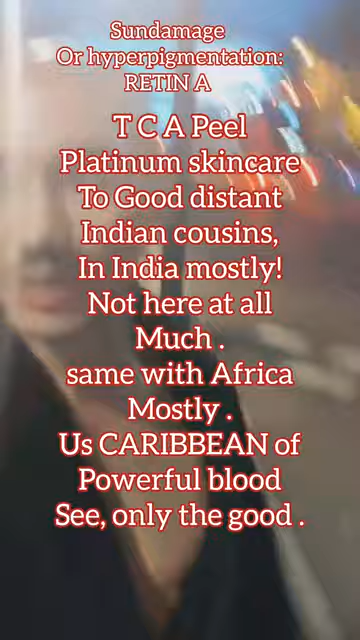 Sundamage
Or hyperpigmentation:
RETIN A
T C A Peel
Platinum skincare
To Good distant
Indian cousins,
In India mostly!
Not here at all
Much .
same with Africa
Mostly .
Us CARIBBEAN of
Powerful blood
See, only the good .